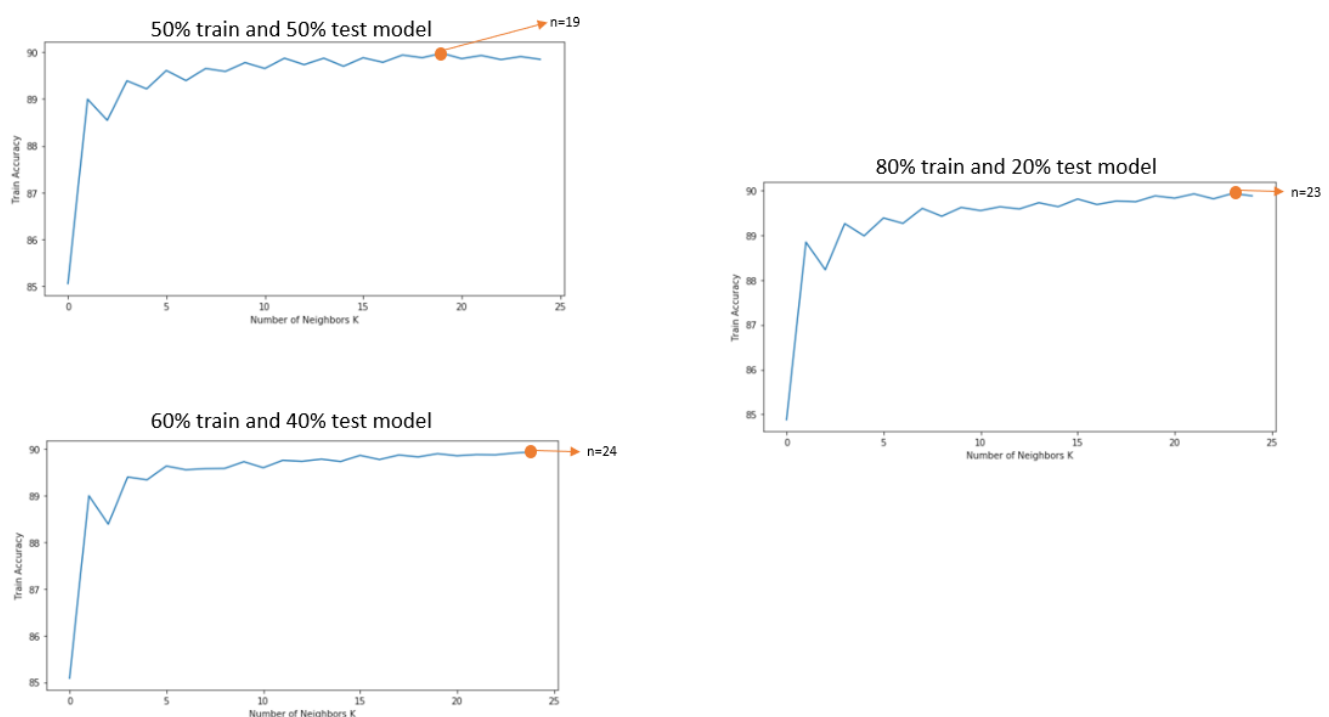 50% train and 50% test model
n=19
90
89
88
87
86
85
Train Accuracy
0 5 10 15 20 25
Number of Neighbors K
80% train and 20% test model
n=23
90
89
88
87
86
85
Train Accuracy
0 5 10 15 20 25
Number of Neighbors K
60% train and 40% test model
n=24
90
89
88
87
86
85
Train Accuracy
0 5 10 15 20 25
Number of Neighbors K